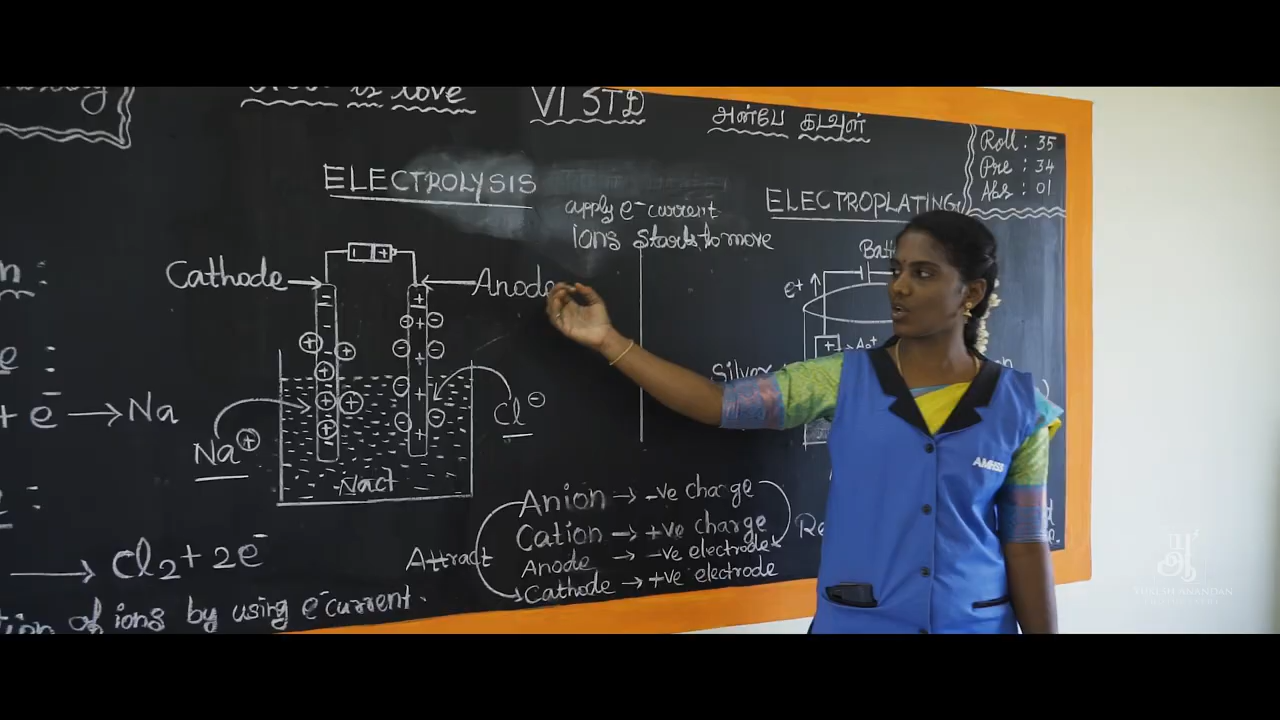 is love
VI STD
அன்பே கடவுள்
Roll : 35
Pre : 34
Abs : 01
ELECTROLYSIS
apply e⁻ current
ions starts to move
ELECTROPLATING
Cathode
Anode
e+
Ag+
+ e⁻ → Na
Na⁺
Cl⁻
Nacl
Silver
→ Cl₂ + 2e⁻
of ions by using e⁻ current.
Attract
Anion → -ve charge
Cation → +ve charge
Anode → -ve electrode
Cathode → +ve electrode
AMHSS